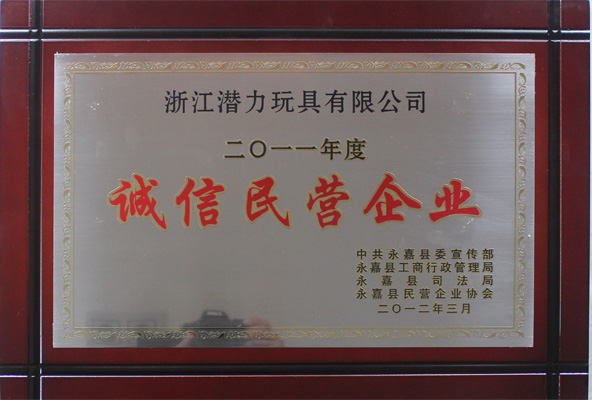 浙江潜力玩具有限公司
二〇一一年度
诚信民营企业
中共永嘉县委宣传部
永嘉县工商行政管理局
永嘉县司法局
永嘉县民营企业协会
二〇一二年三月